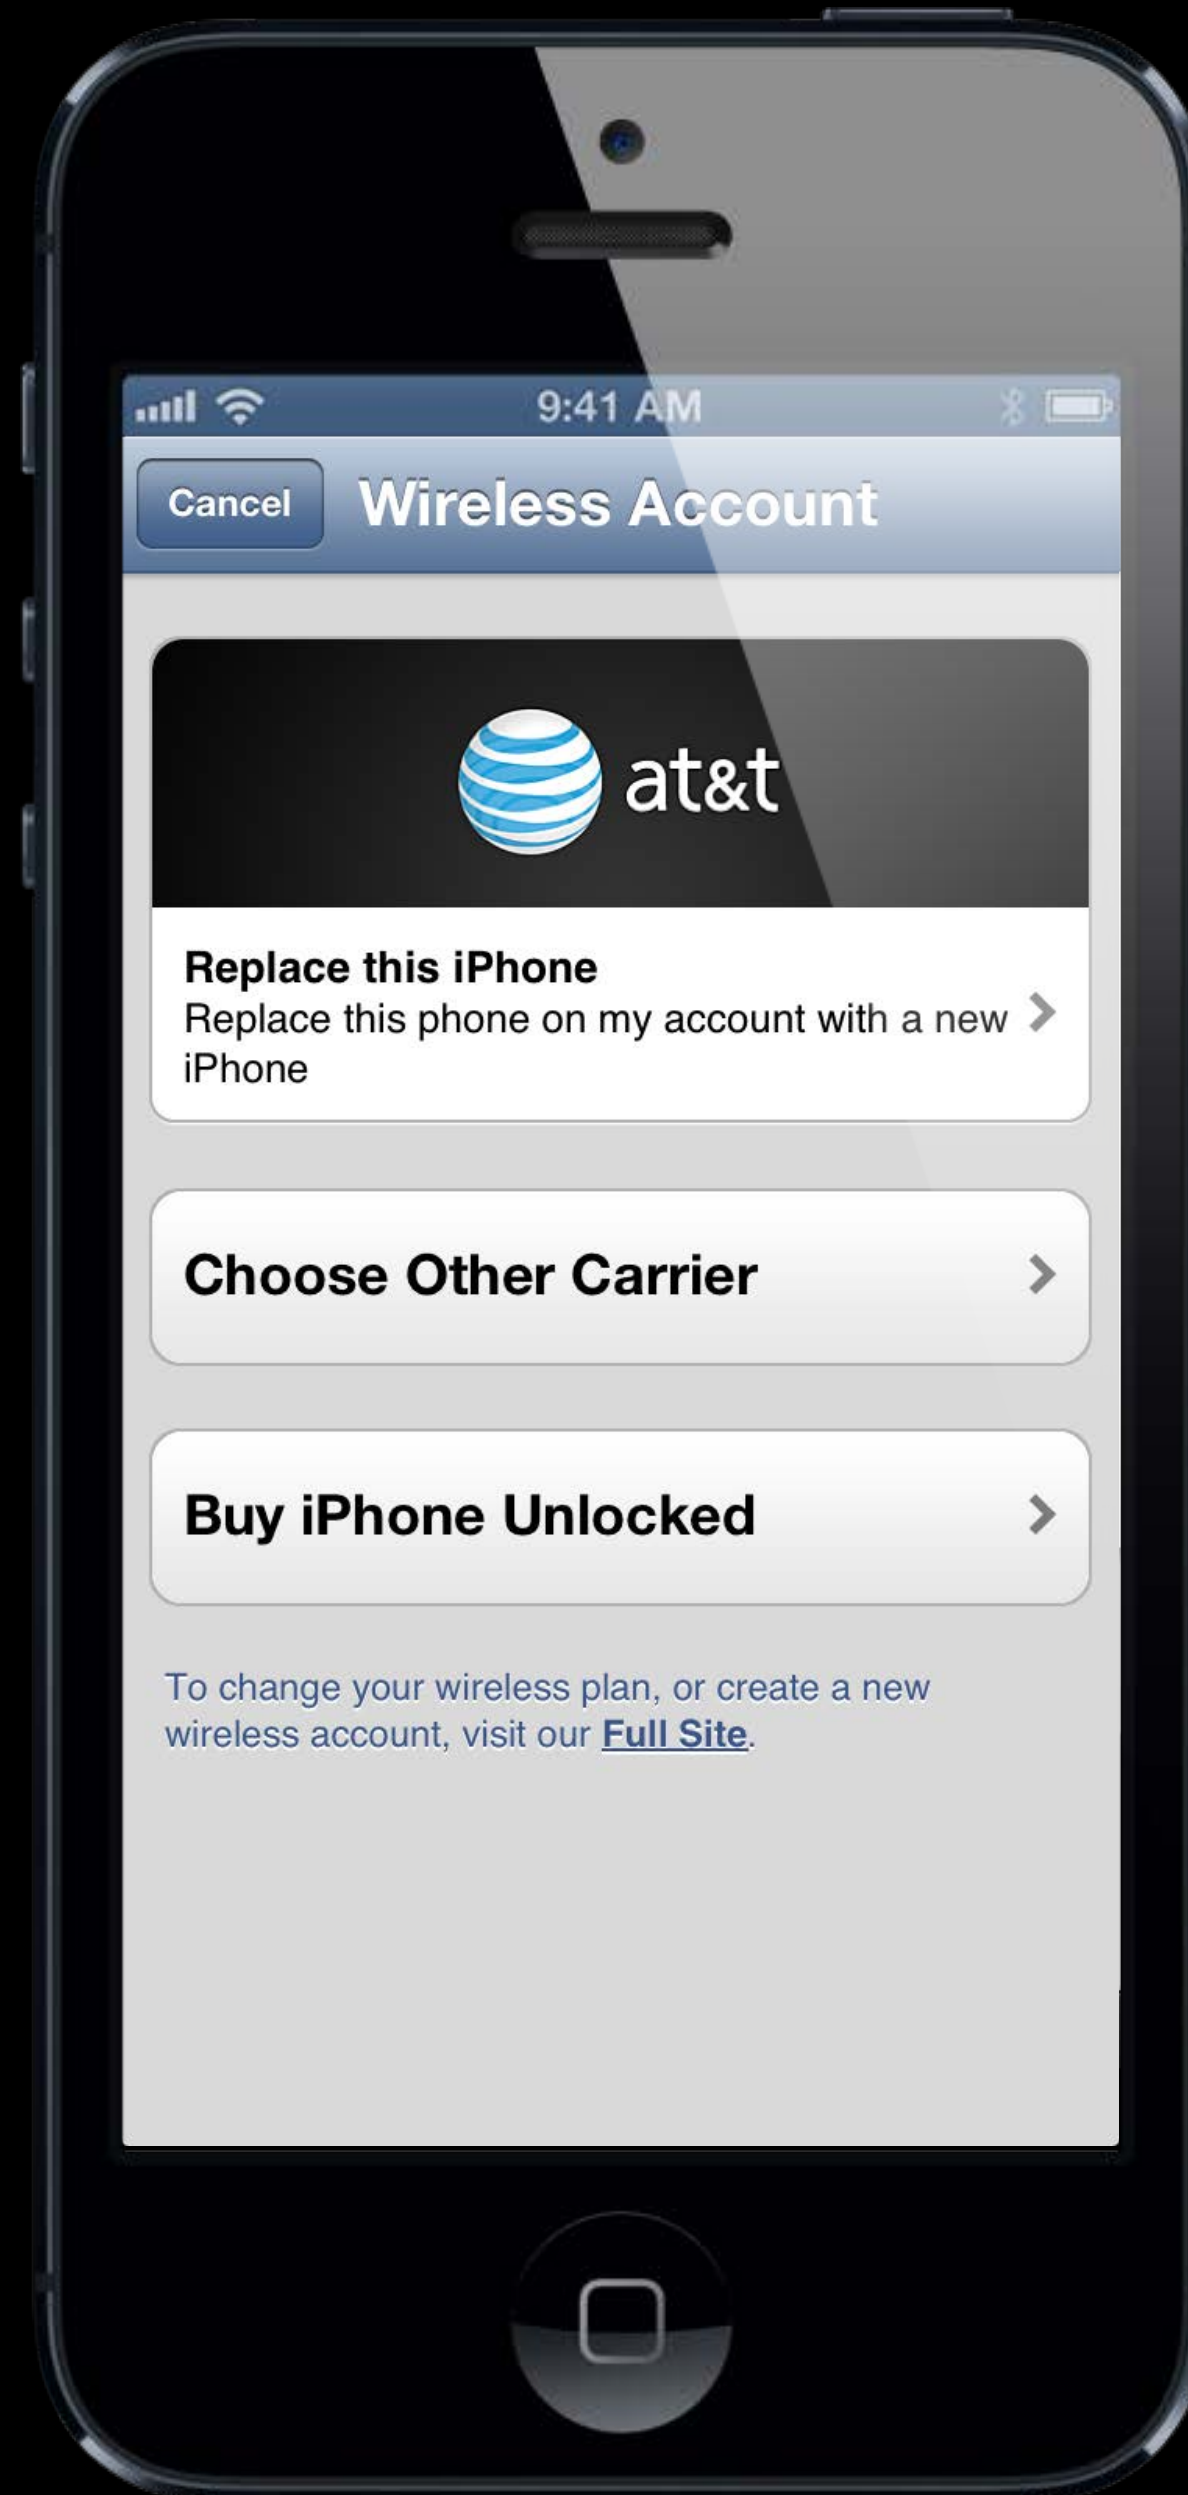 9:41 AM
Cancel
Wireless Account
at&t
Replace this iPhone
Replace this phone on my account with a new
iPhone
Choose Other Carrier
Buy iPhone Unlocked
To change your wireless plan, or create a new
wireless account, visit our Full Site.